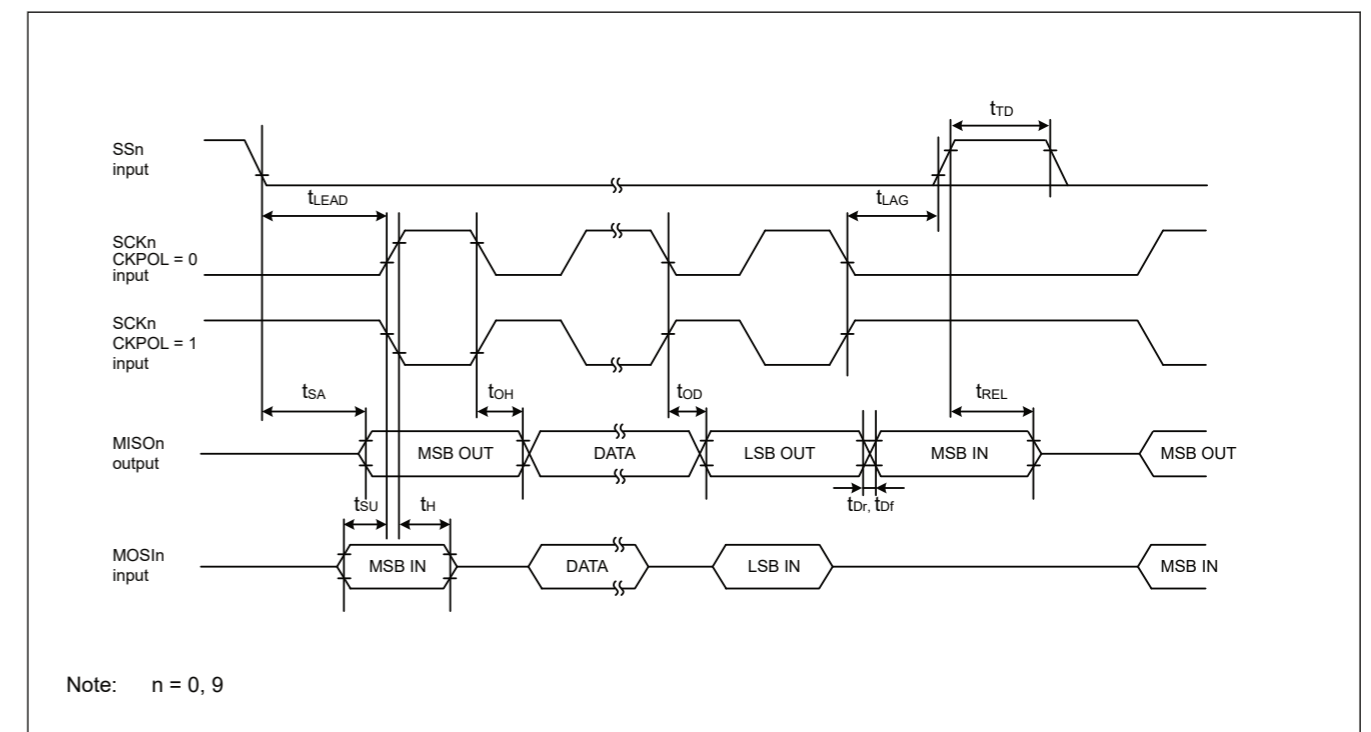 tTD
SSn
input
tLEAD
tLAG
SCKn
CKPOL = 0
input
SCKn
CKPOL = 1
input
tSA
tOH
tOD
tREL
MISOn
output
MSB OUT
DATA
LSB OUT
MSB IN
MSB OUT
tSU
tH
tDr, tDf
MOSIn
input
MSB IN
DATA
LSB IN
MSB IN
Note: n = 0, 9